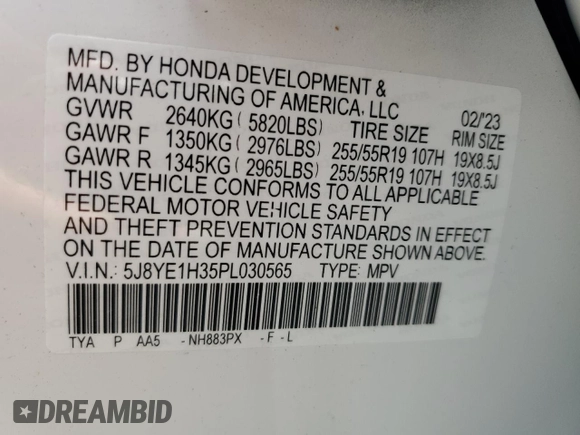 MFD. BY HONDA DEVELOPMENT &
MANUFACTURING OF AMERICA, LLC 02/'23
GVWR 2640KG ( 5820LBS) TIRE SIZE RIM SIZE
GAWR F 1350KG ( 2976LBS) 255/55R19 107H 19X8.5J
GAWR R 1345KG ( 2965LBS) 255/55R19 107H 19X8.5J
THIS VEHICLE CONFORMS TO ALL APPLICABLE
FEDERAL MOTOR VEHICLE SAFETY
AND THEFT PREVENTION STANDARDS IN EFFECT
ON THE DATE OF MANUFACTURE SHOWN ABOVE.
V.I.N.: 5J8YE1H35PL030565 TYPE: MPV
TYA P AA5 -NH883PX -F -L
DREAMBID